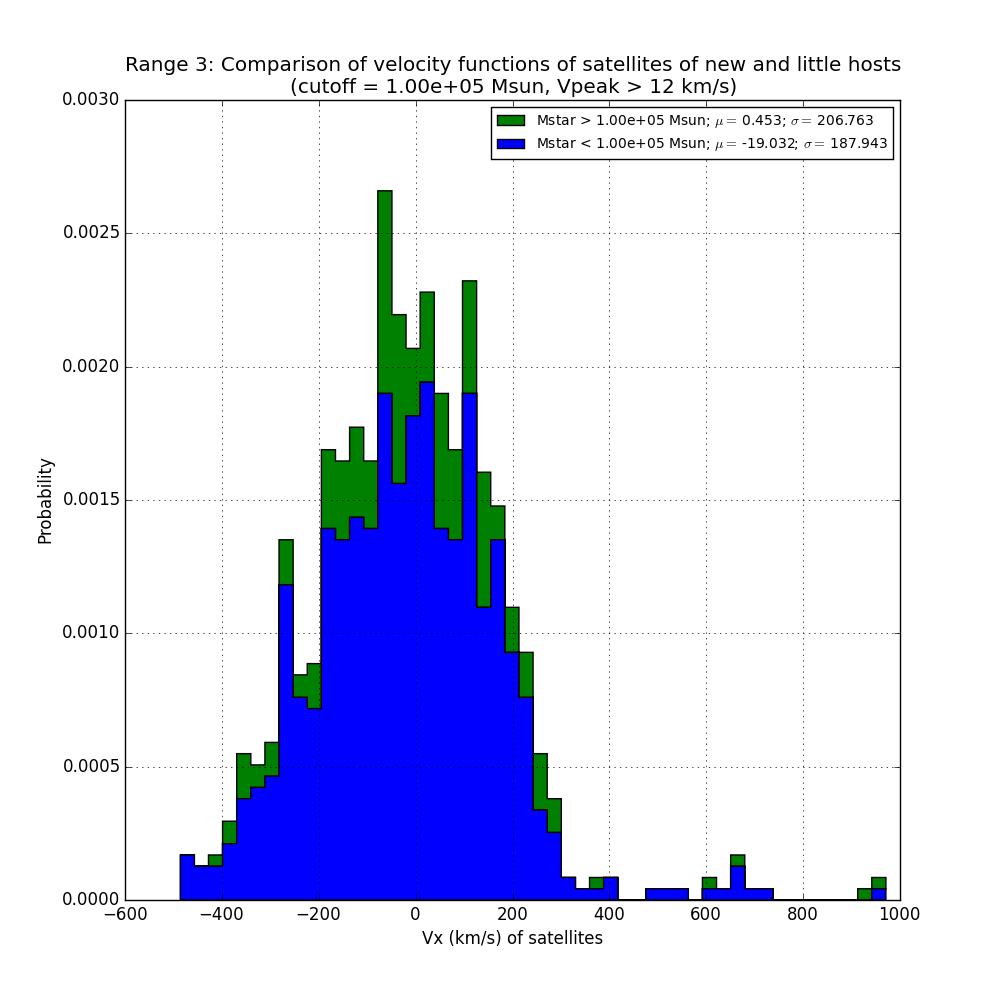 Range 3: Comparison of velocity functions of satellites of new and little hosts
(cutoff = 1.00e+05 Msun, Vpeak > 12 km/s)
Mstar > 1.00e+05 Msun; μ = 0.453; σ = 206.763
Mstar < 1.00e+05 Msun; μ = -19.032; σ = 187.943
0.0030
0.0025
0.0020
0.0015
0.0010
0.0005
0.0000
Probability
−600 −400 −200 0 200 400 600 800 1000
Vx (km/s) of satellites